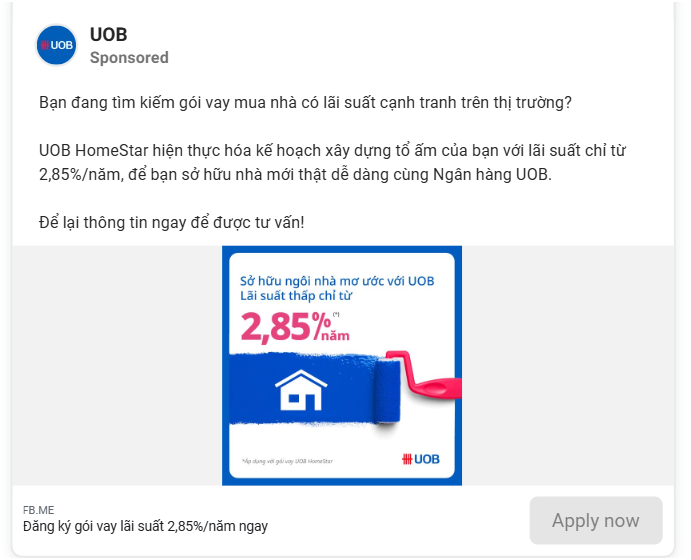 UOB
UOB
Sponsored
Bạn đang tìm kiếm gói vay mua nhà có lãi suất cạnh tranh trên thị trường?
UOB HomeStar hiện thực hóa kế hoạch xây dựng tổ ấm của bạn với lãi suất chỉ từ
2,85%/năm, để bạn sở hữu nhà mới thật dễ dàng cùng Ngân hàng UOB.
Để lại thông tin ngay để được tư vấn!
Sở hữu ngôi nhà mơ ước với UOB
Lãi suất thấp chỉ từ
2,85%/năm(*)
*Áp dụng với gói vay UOB HomeStar
UOB
FB.ME
Đăng ký gói vay lãi suất 2,85%/năm ngay
Apply now